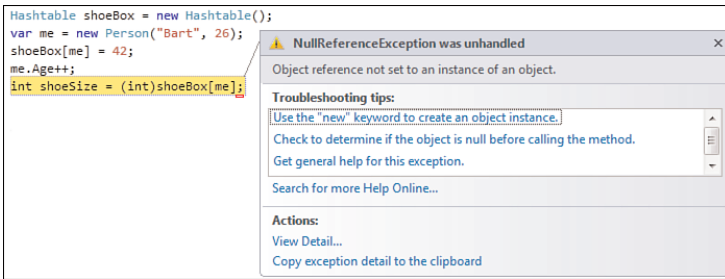 Hashtable shoeBox = new Hashtable();
var me = new Person("Bart", 26);
shoeBox[me] = 42;
me.Age++;
int shoeSize = (int)shoeBox[me];
NullReferenceException was unhandled
Object reference not set to an instance of an object.
Troubleshooting tips:
Use the "new" keyword to create an object instance.
Check to determine if the object is null before calling the method.
Get general help for this exception.
Search for more Help Online...
Actions:
View Detail...
Copy exception detail to the clipboard